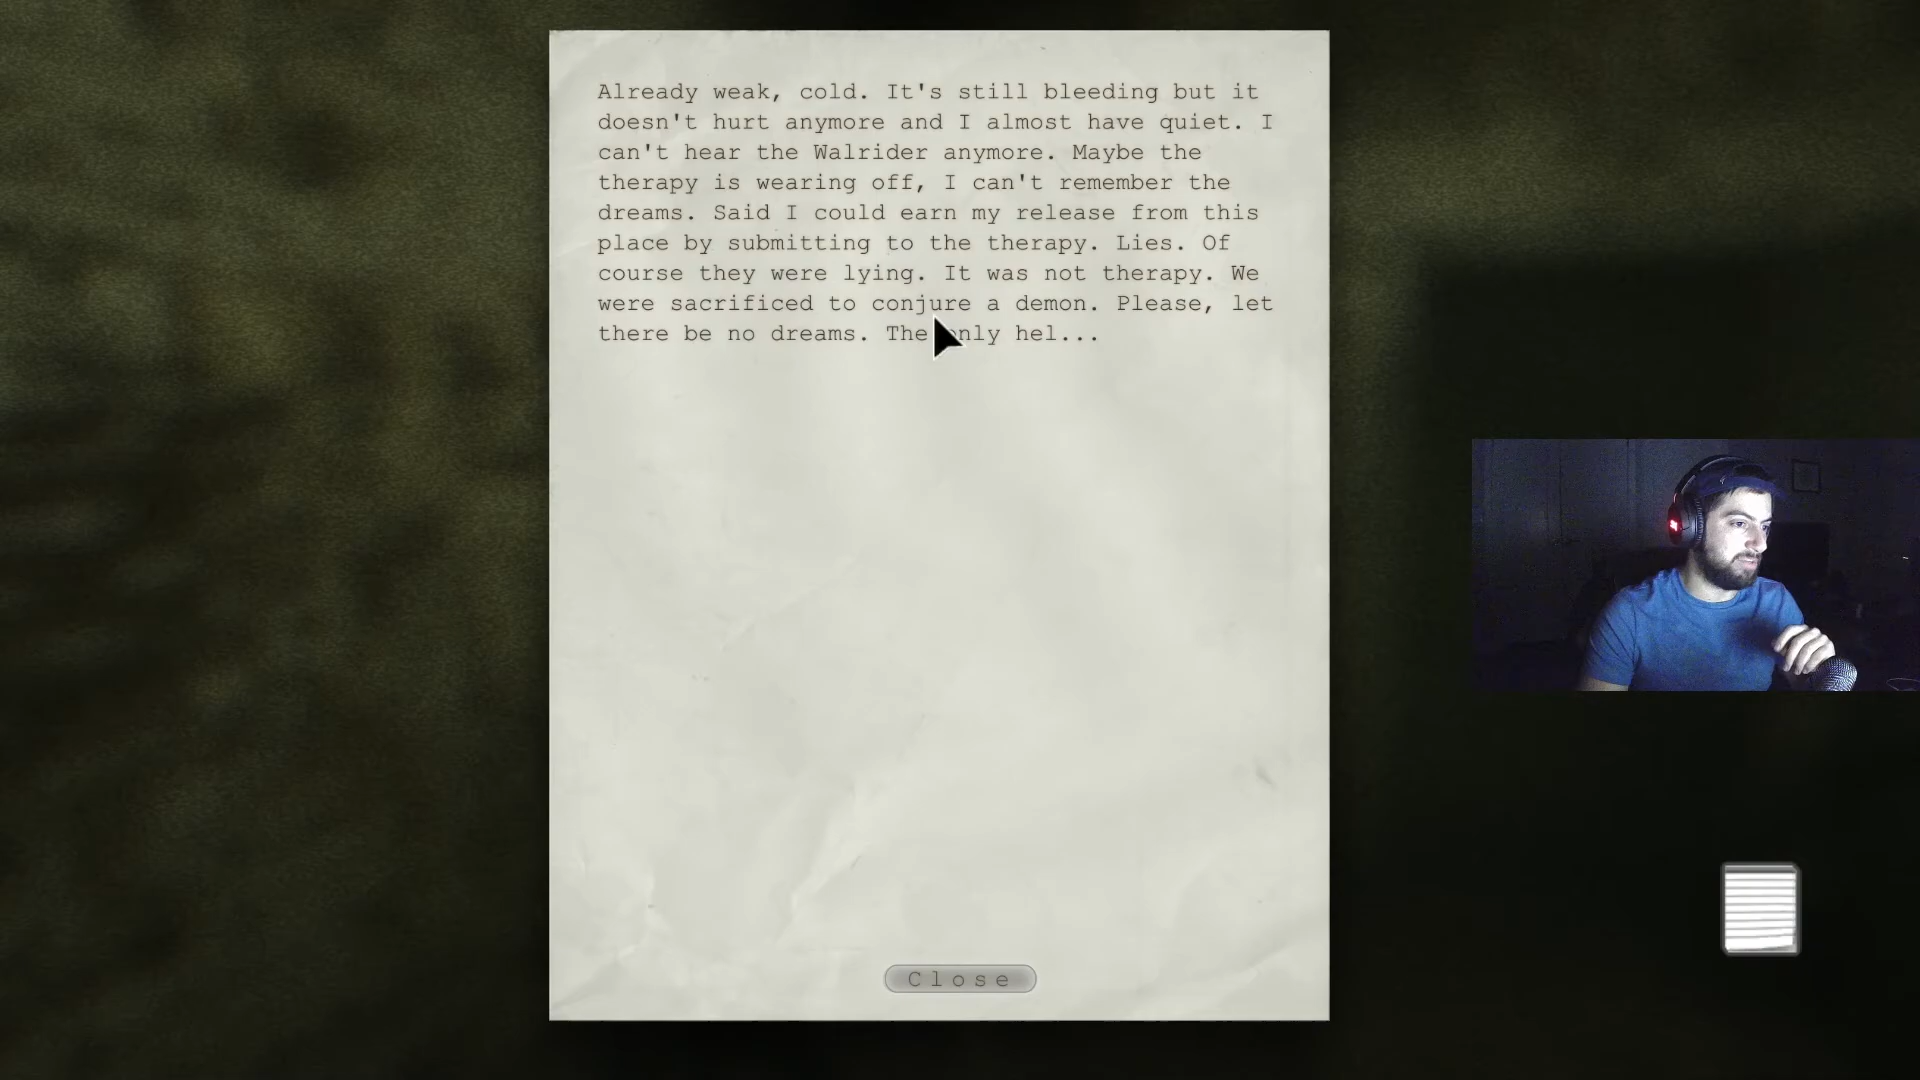 Already weak, cold. It's still bleeding but it
doesn't hurt anymore and I almost have quiet. I
can't hear the Walrider anymore. Maybe the
therapy is wearing off, I can't remember the
dreams. Said I could earn my release from this
place by submitting to the therapy. Lies. Of
course they were lying. It was not therapy. We
were sacrificed to conjure a demon. Please, let
there be no dreams. The only hel...
Close